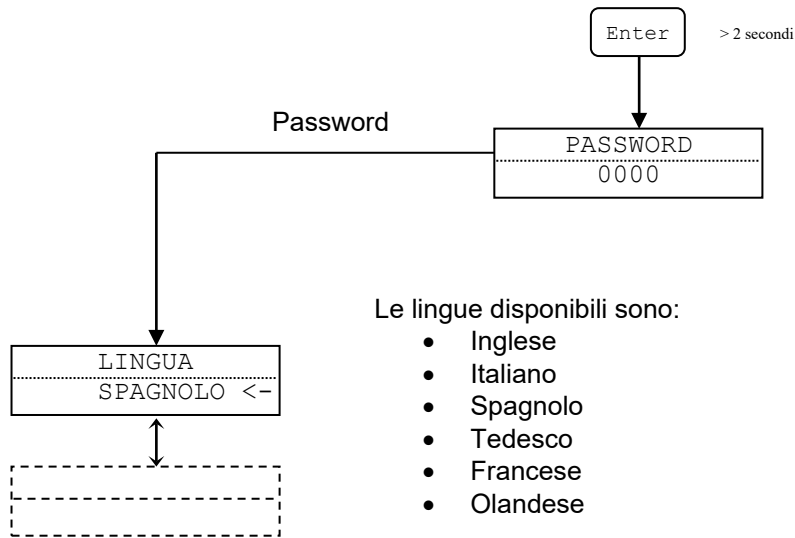 Enter
> 2 secondi
Password
PASSWORD
0000
Le lingue disponibili sono:
• Inglese
• Italiano
• Spagnolo
• Tedesco
• Francese
• Olandese
LINGUA
SPAGNOLO <-